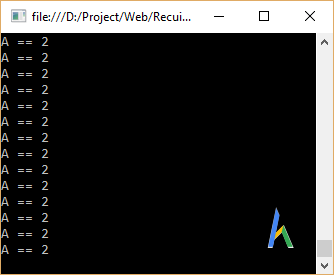 file:///D:/Project/Web/Recui...
A == 2
A == 2
A == 2
A == 2
A == 2
A == 2
A == 2
A == 2
A == 2
A == 2
A == 2
A == 2
A == 2
A == 2